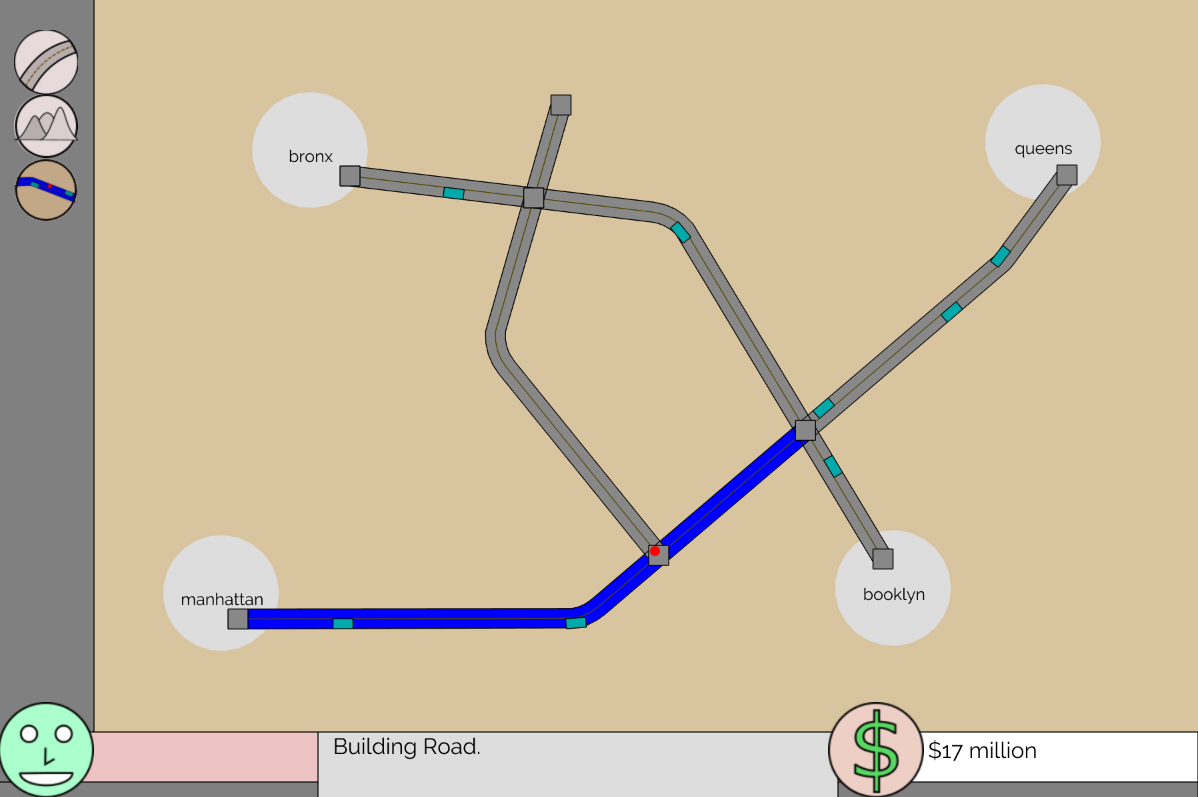 bronx
queens
manhattan
booklyn
Building Road.
$17 million